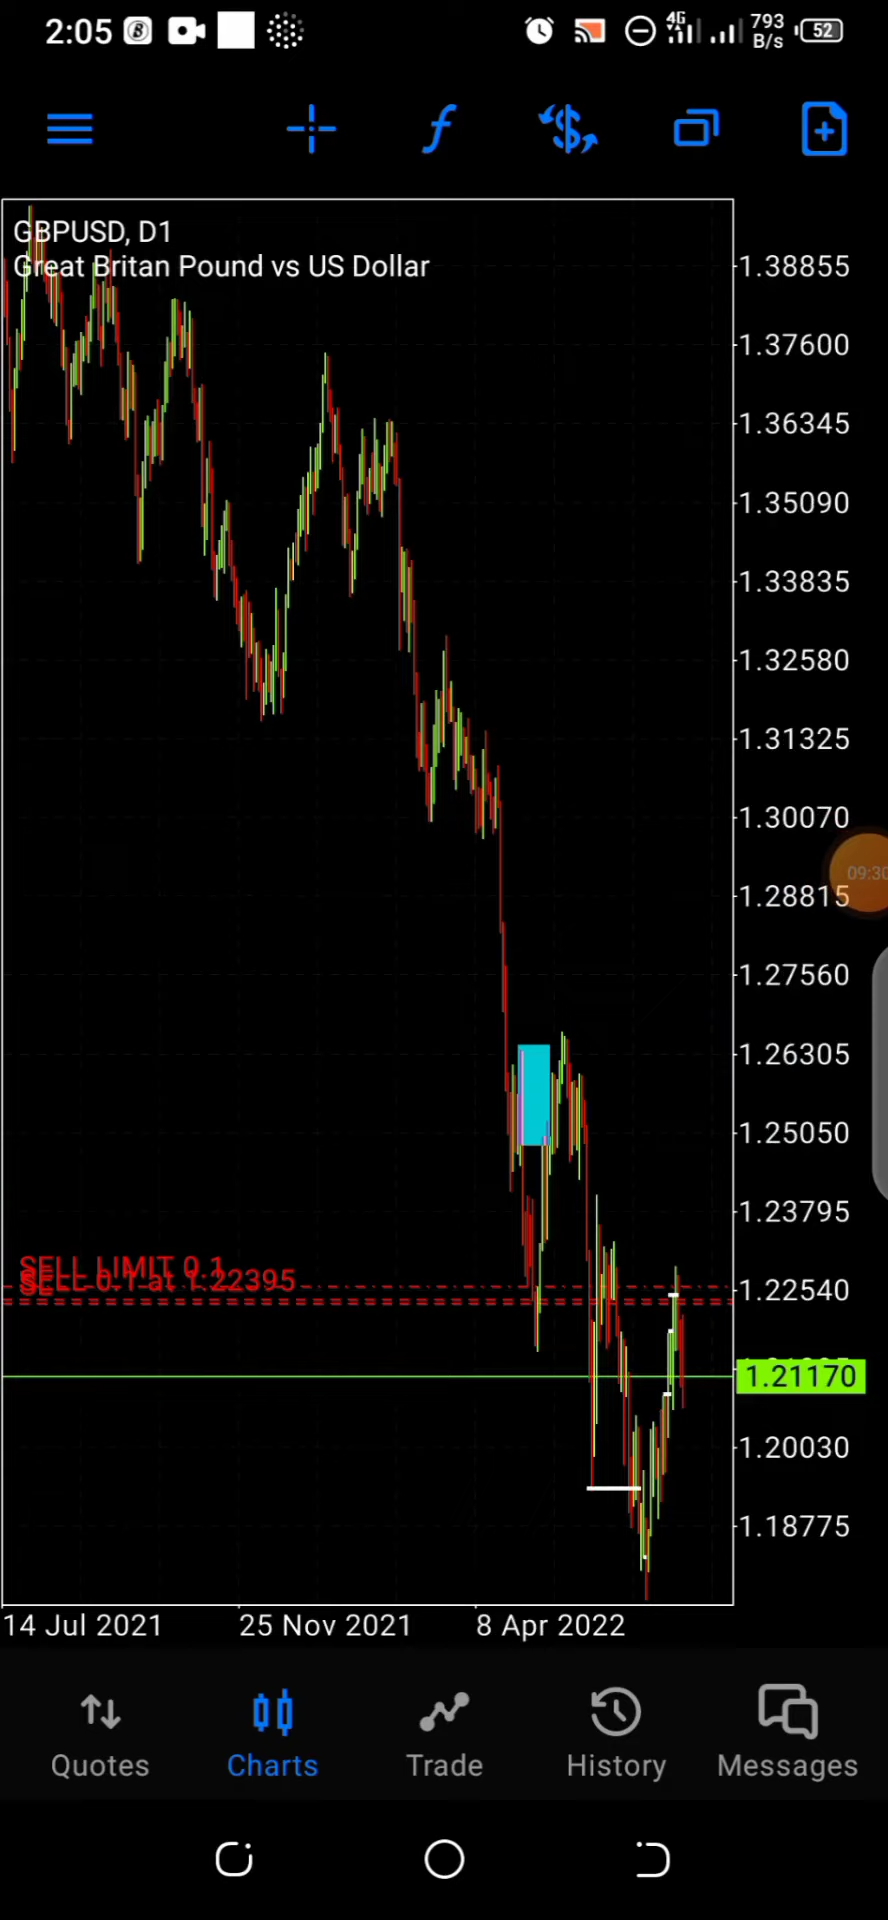 2:05
4G
793
B/s
52
GBPUSD, D1
Great Britan Pound vs US Dollar
1.38855
1.37600
1.36345
1.35090
1.33835
1.32580
1.31325
1.30070
09:30
1.28815
1.27560
1.26305
1.25050
1.23795
SELL LIMIT 0.1
SELL 0.1 at 1.22395
1.22540
1.21170
1.20030
1.18775
14 Jul 2021
25 Nov 2021
8 Apr 2022
Quotes
Charts
Trade
History
Messages